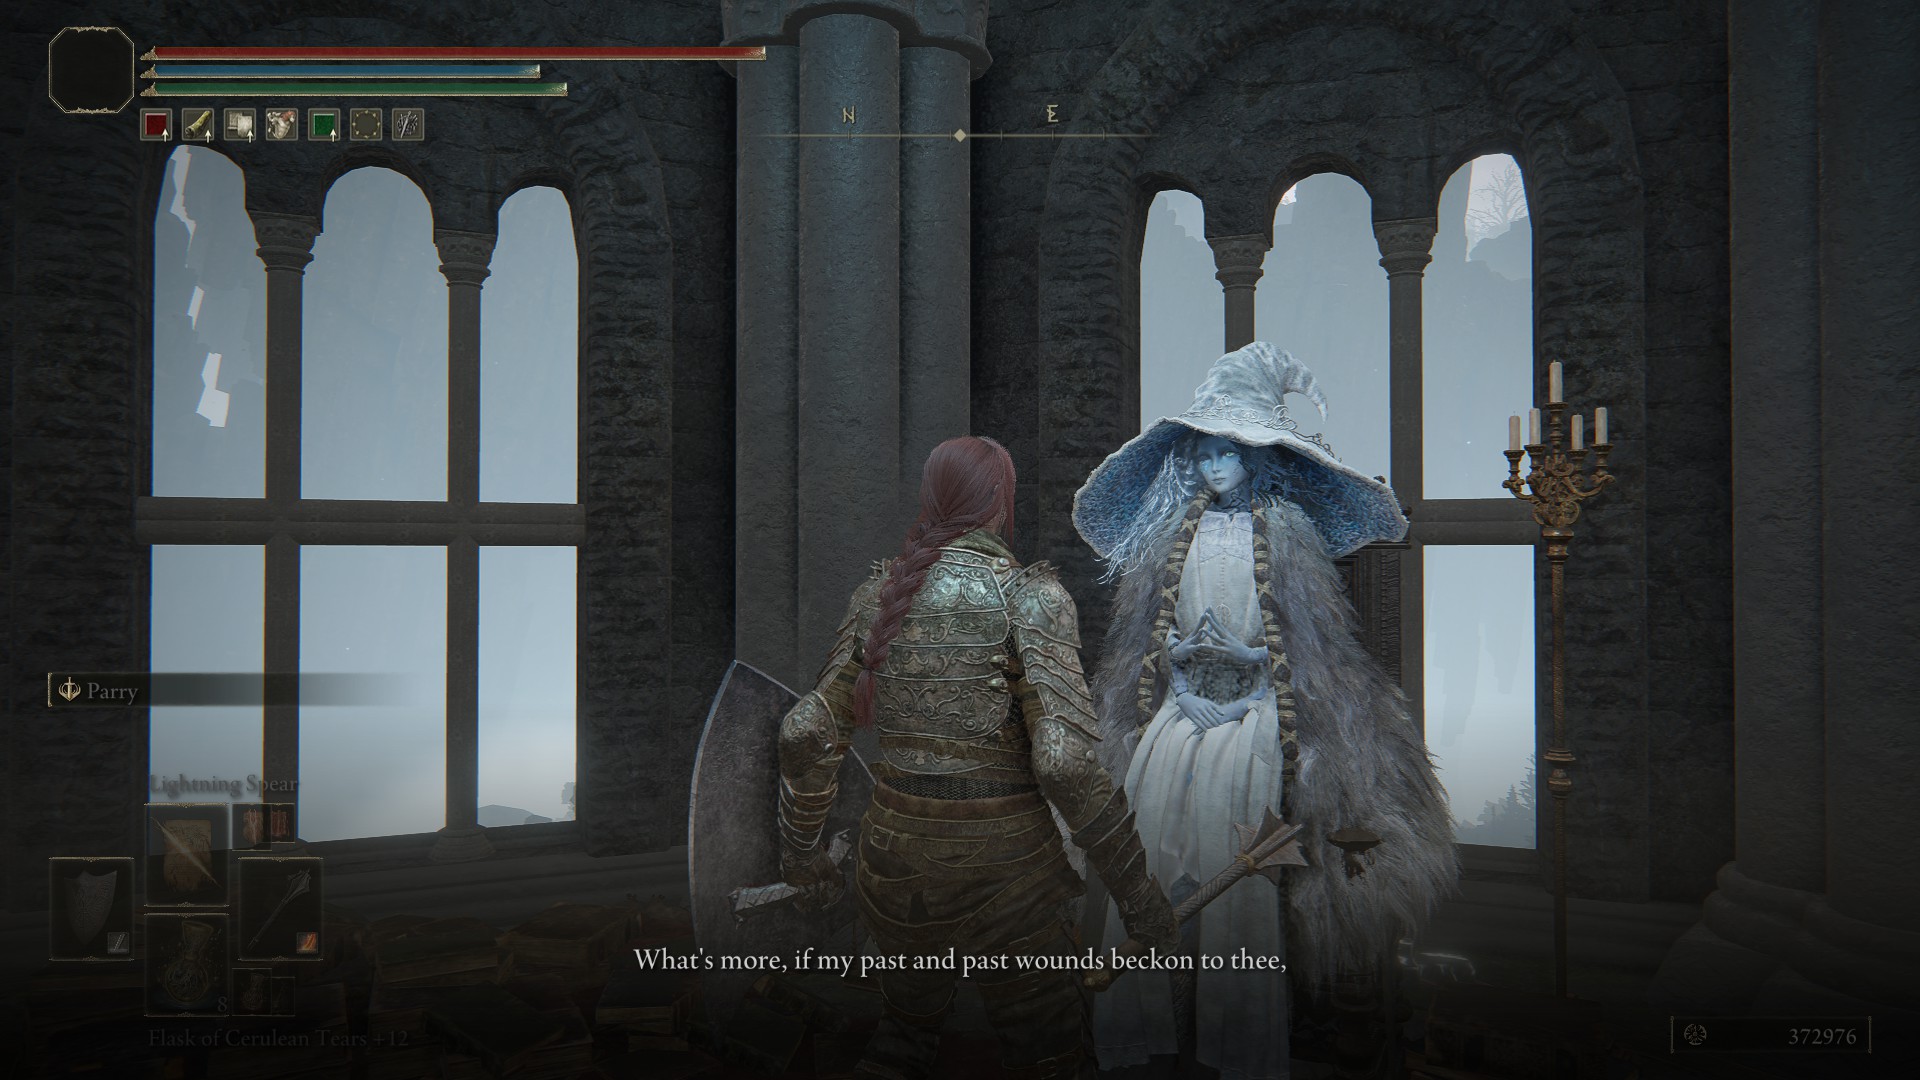 N
E
Parry
Lightning Spear
8
Flask of Cerulean Tears +12
What's more, if my past and past wounds beckon to thee,
372976